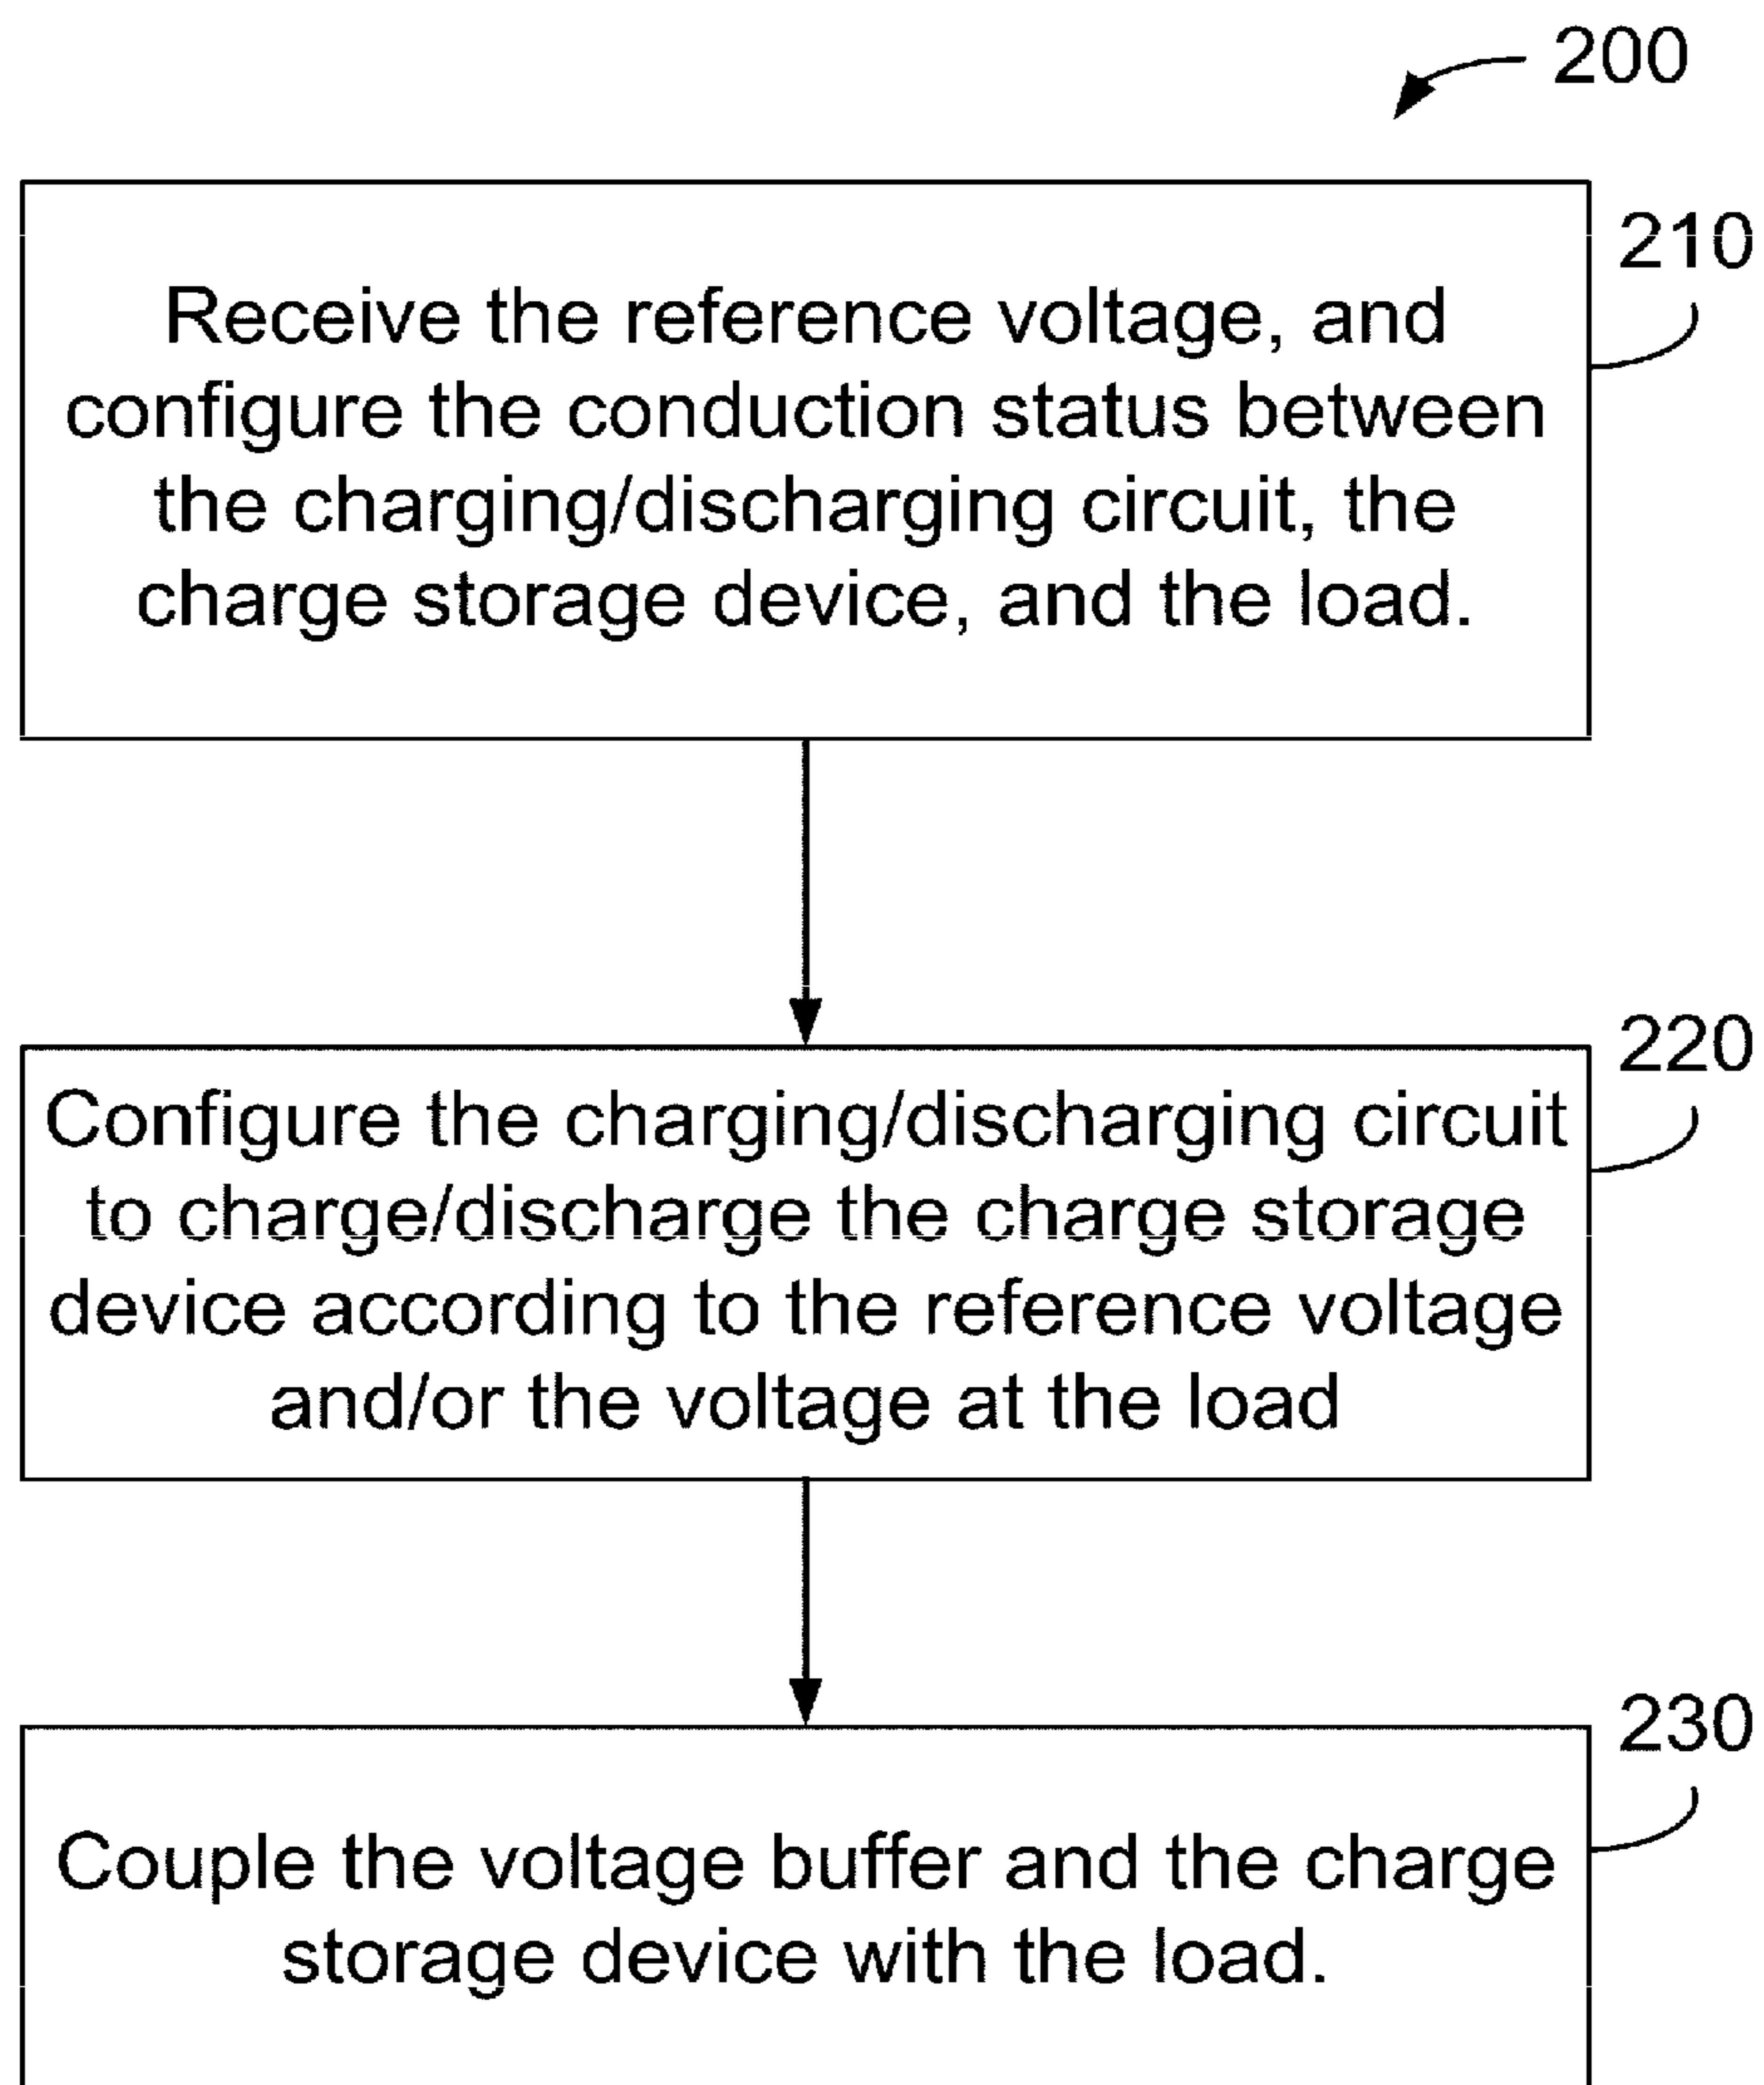 200
210
Receive the reference voltage, and
configure the conduction status between
the charging/discharging circuit, the
charge storage device, and the load.
220
Configure the charging/discharging circuit
to charge/discharge the charge storage
device according to the reference voltage
and/or the voltage at the load
230
Couple the voltage buffer and the charge
storage device with the load.